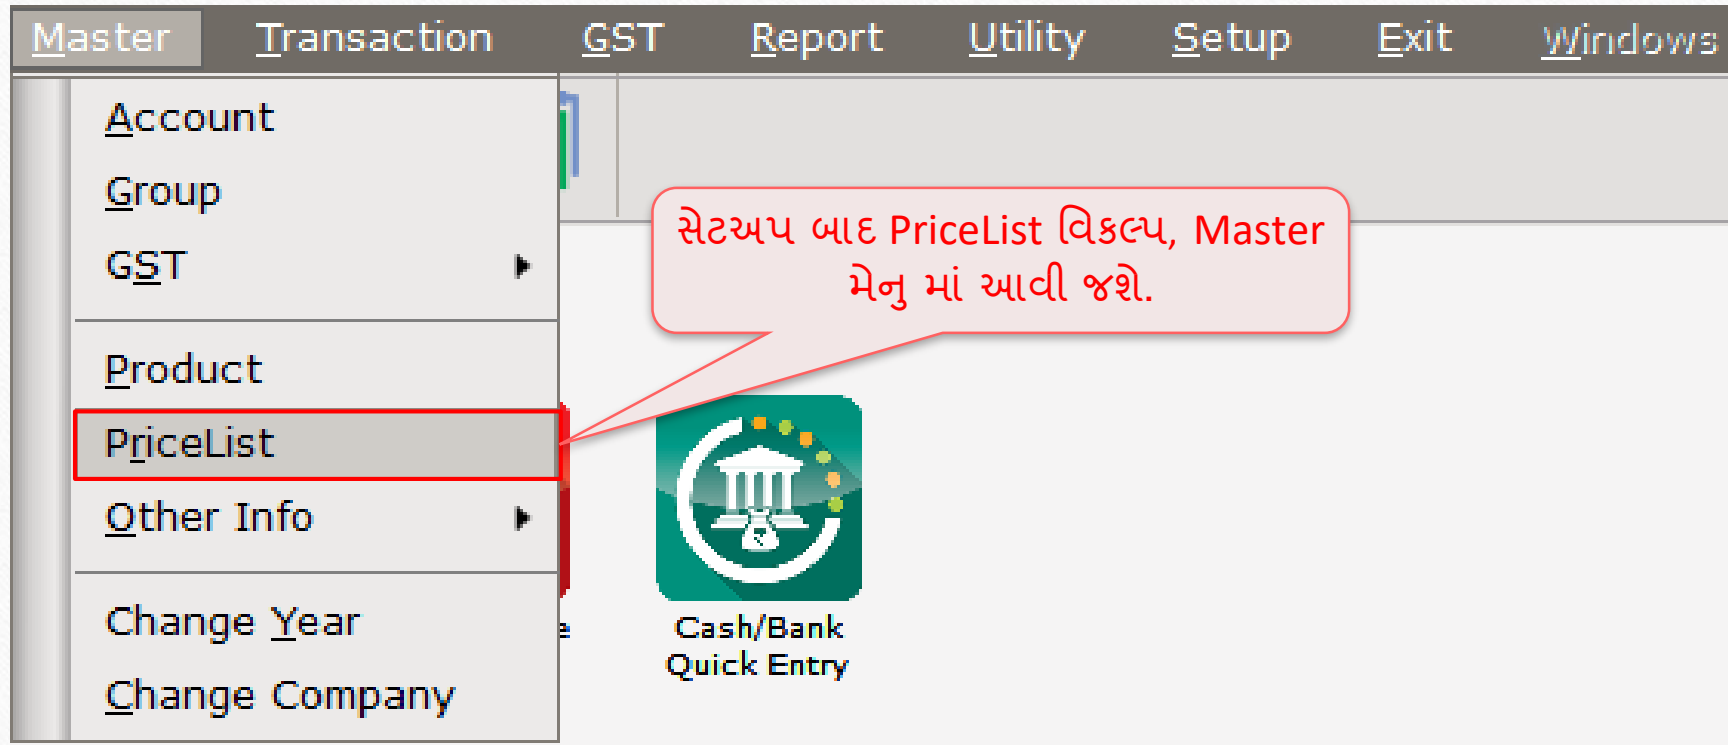 Master Transaction GST Report Utility Setup Exit Windows
Account
Group
GST
સેટઅપ બાદ PriceList વિકલ્પ, Master
મેનુ માં આવી જશે.
Product
PriceList
Other Info
Change Year
Change Company
Cash/Bank
Quick Entry